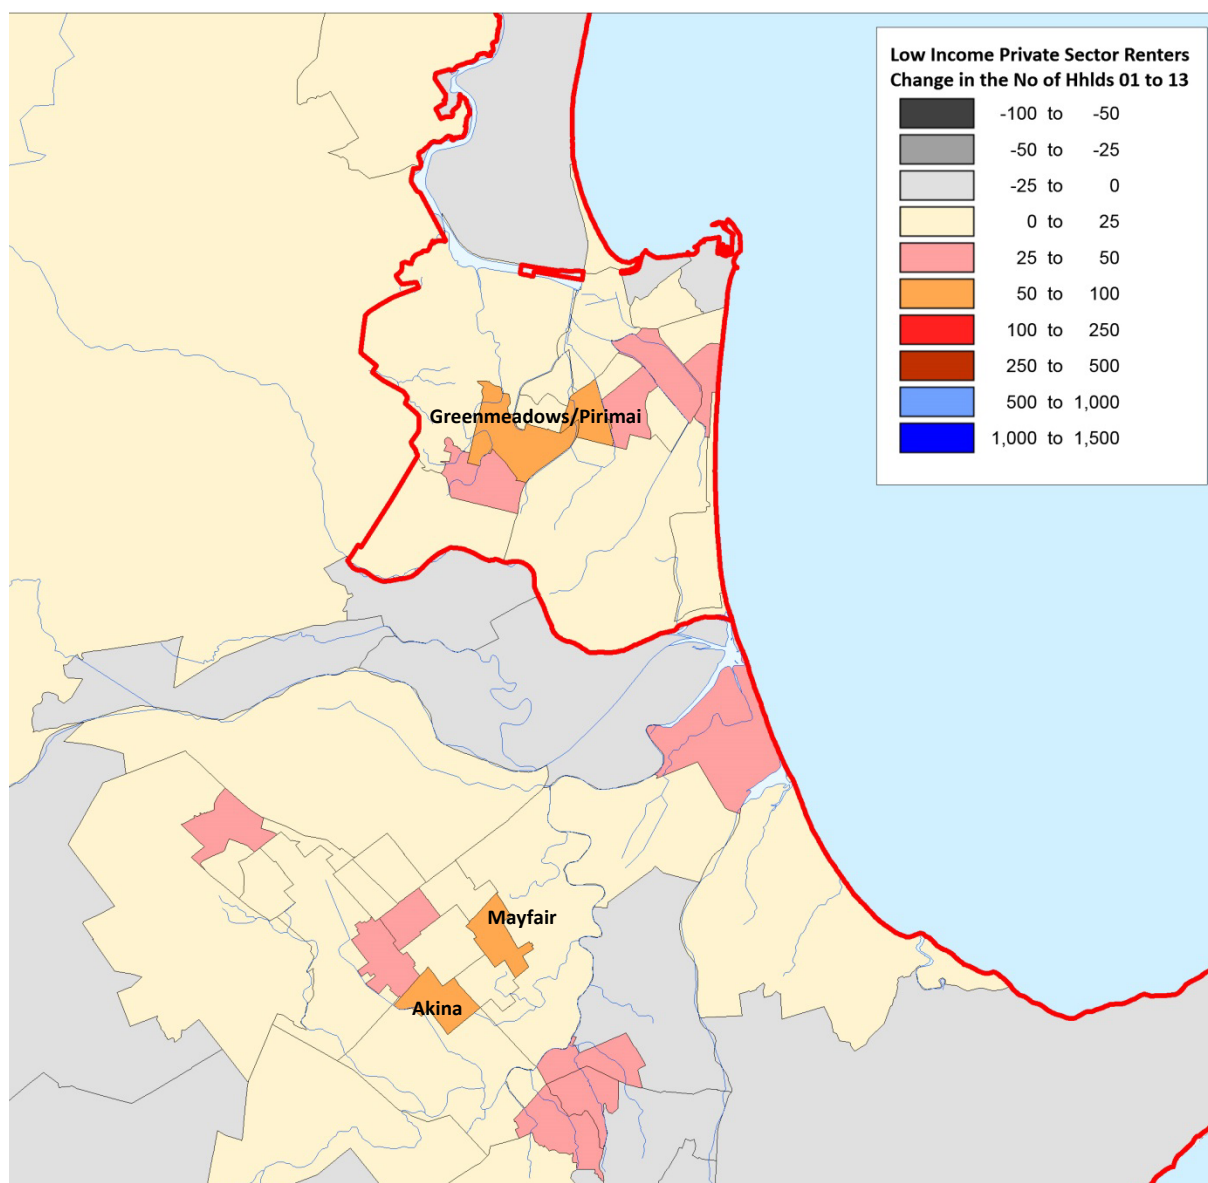 Low Income Private Sector Renters
Change in the No of Hhlds 01 to 13
-100 to -50
-50 to -25
-25 to 0
0 to 25
25 to 50
50 to 100
100 to 250
250 to 500
500 to 1,000
1,000 to 1,500
Greenmeadows/Pirimai
Mayfair
Akina